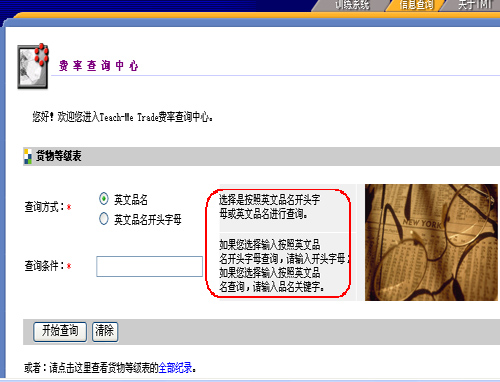 训练系统 信息查询 关于TMT
费率查询中心
您好！欢迎您进入Teach-Me Trade费率查询中心。
货物等级表
查询方式：* 英文品名
英文品名开头字母
选择是按照英文品名开头字
母或英文品名进行查询。
查询条件：*
如果您选择输入按照英文品
名开头字母查询，请输入开头字母；
如果您选择输入按照英文品
名查询，请输入品名关键字。
NEW YORK
开始查询 清除
或者：请点击这里查看货物等级表的全部纪录。